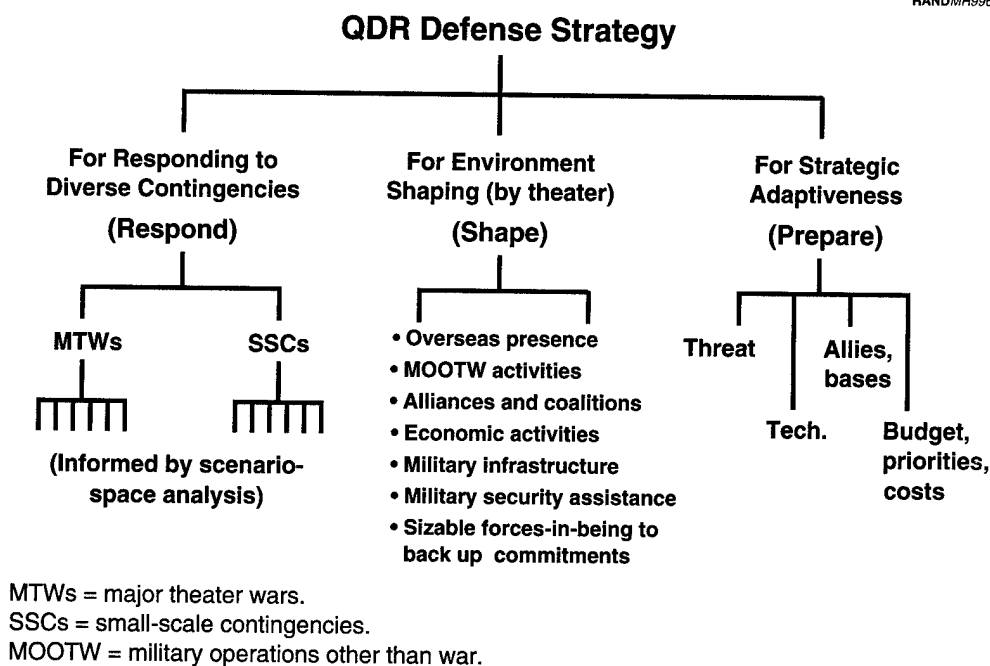 QDR Defense Strategy
For Responding to
Diverse Contingencies
(Respond)
MTWs
SSCs
(Informed by scenario-
space analysis)
For Environment
Shaping (by theater)
(Shape)
• Overseas presence
• MOOTW activities
• Alliances and coalitions
• Economic activities
• Military infrastructure
• Military security assistance
• Sizable forces-in-being to
back up commitments
For Strategic
Adaptiveness
(Prepare)
Threat
Tech.
Allies,
bases
Budget,
priorities,
costs
MTWs = major theater wars.
SSCs = small-scale contingencies.
MOOTW = military operations other than war.